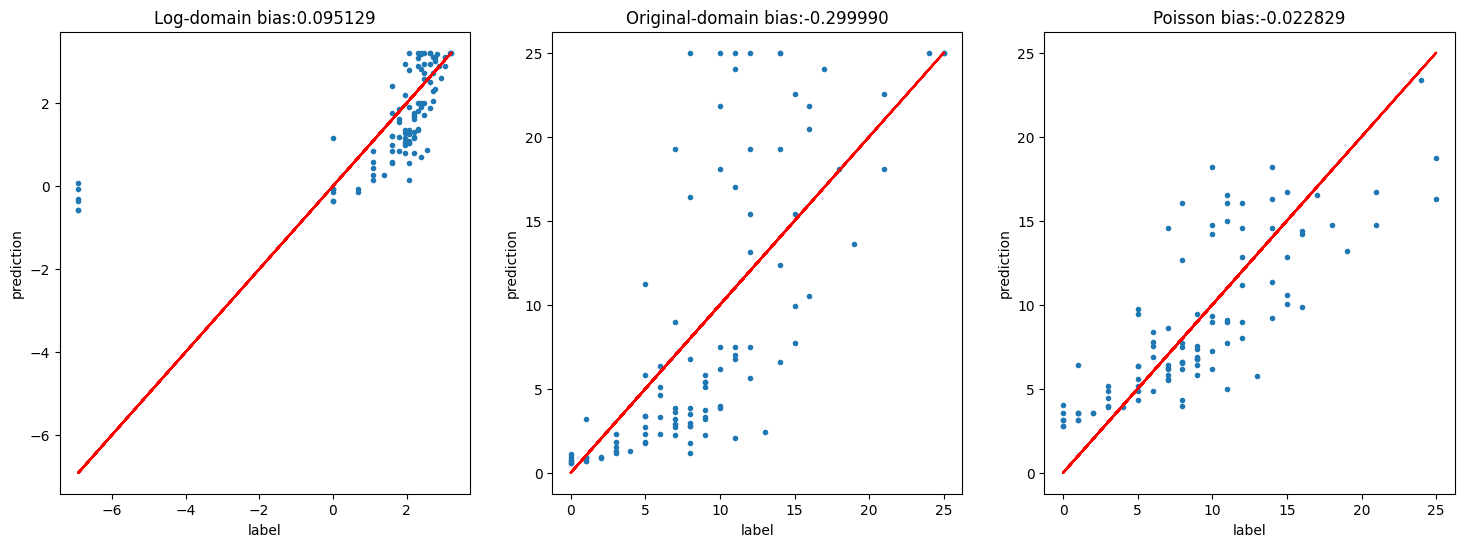 Log-domain bias:0.095129
prediction
2
0
−2
−4
−6
−6 −4 −2 0 2
label
Original-domain bias:-0.299990
prediction
25
20
15
10
5
0
0 5 10 15 20 25
label
Poisson bias:-0.022829
prediction
25
20
15
10
5
0
0 5 10 15 20 25
label